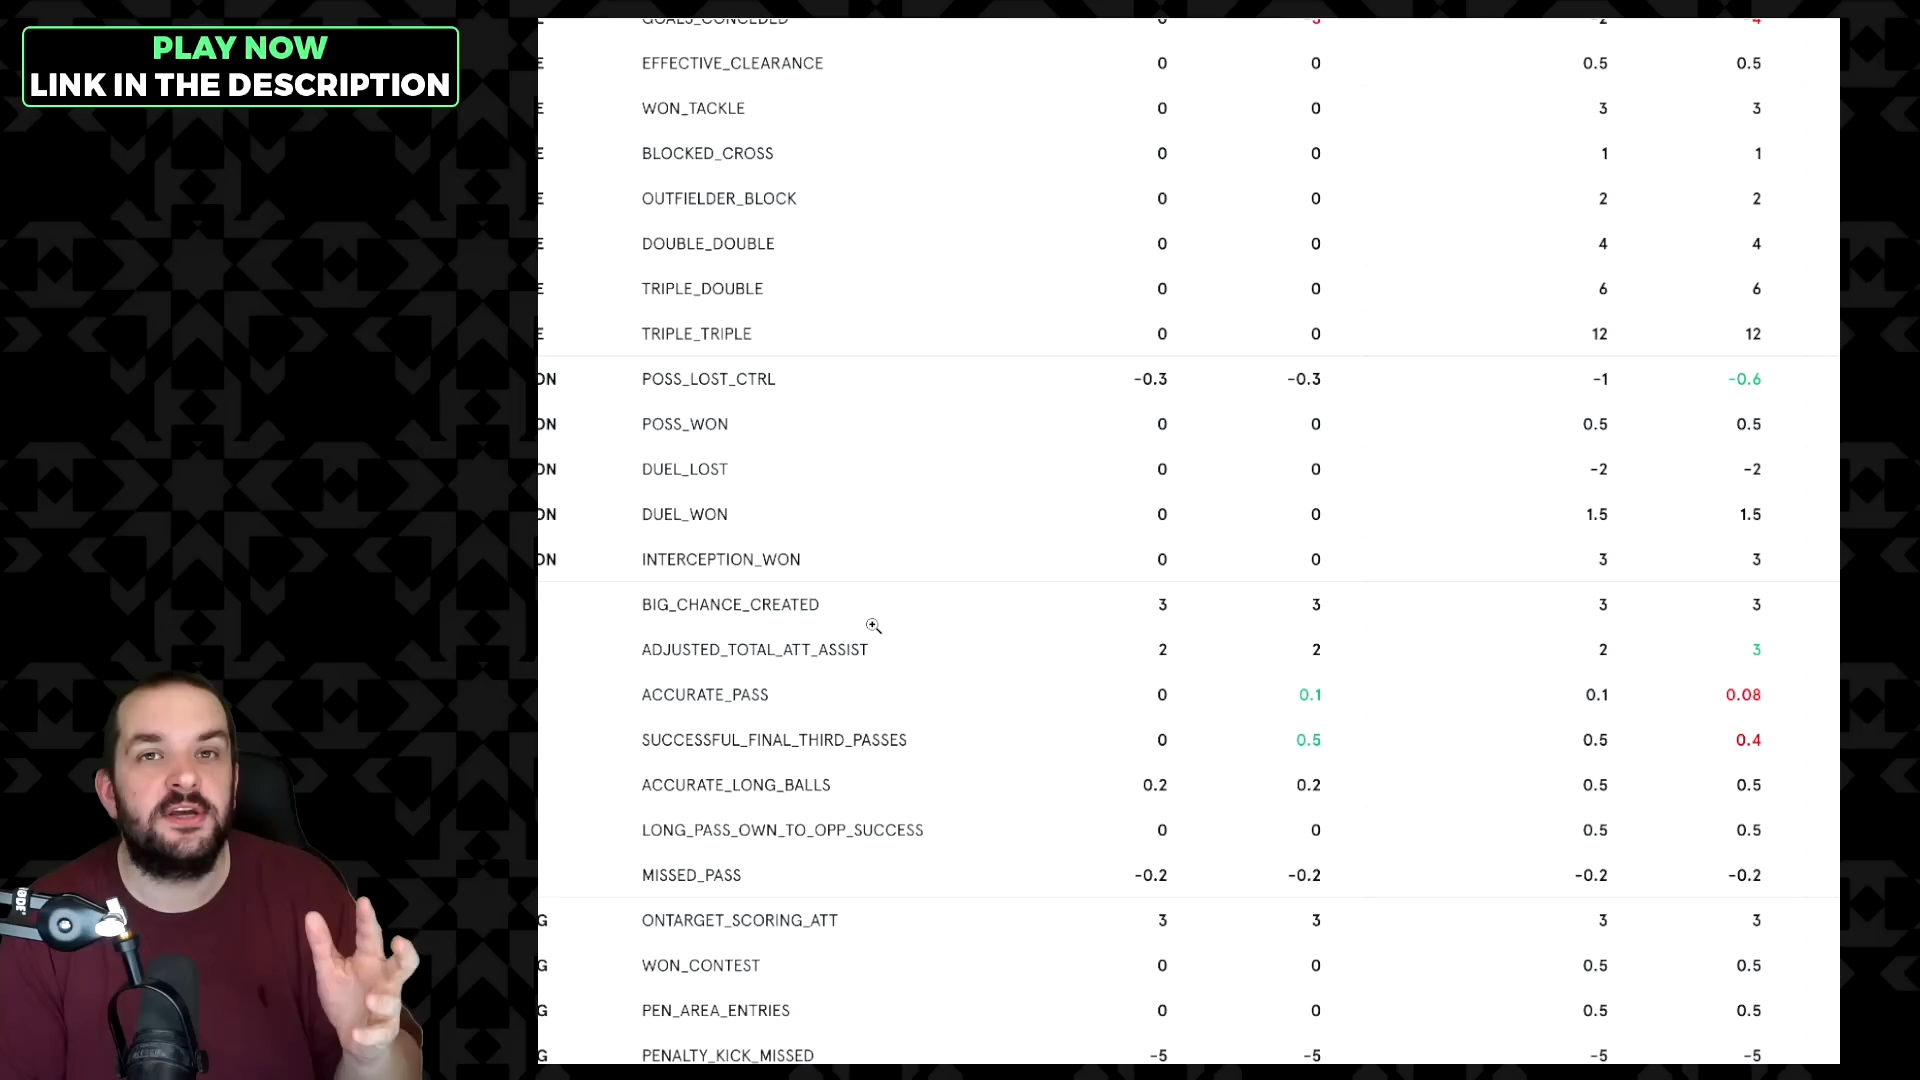 PLAY NOW
LINK IN THE DESCRIPTION
GOALS_CONCEDED
E EFFECTIVE_CLEARANCE 0 0 0.5 0.5
E WON_TACKLE 0 0 3 3
E BLOCKED_CROSS 0 0 1 1
E OUTFIELDER_BLOCK 0 0 2 2
E DOUBLE_DOUBLE 0 0 4 4
E TRIPLE_DOUBLE 0 0 6 6
E TRIPLE_TRIPLE 0 0 12 12
ON POSS_LOST_CTRL -0.3 -0.3 -1 -0.6
ON POSS_WON 0 0 0.5 0.5
ON DUEL_LOST 0 0 -2 -2
ON DUEL_WON 0 0 1.5 1.5
ON INTERCEPTION_WON 0 0 3 3
BIG_CHANCE_CREATED 3 3 3 3
ADJUSTED_TOTAL_ATT_ASSIST 2 2 2 3
ACCURATE_PASS 0 0.1 0.1 0.08
SUCCESSFUL_FINAL_THIRD_PASSES 0 0.5 0.5 0.4
ACCURATE_LONG_BALLS 0.2 0.2 0.5 0.5
LONG_PASS_OWN_TO_OPP_SUCCESS 0 0 0.5 0.5
MISSED_PASS -0.2 -0.2 -0.2 -0.2
G ONTARGET_SCORING_ATT 3 3 3 3
G WON_CONTEST 0 0 0.5 0.5
G PEN_AREA_ENTRIES 0 0 0.5 0.5
G PENALTY_KICK_MISSED -5 -5 -5 -5